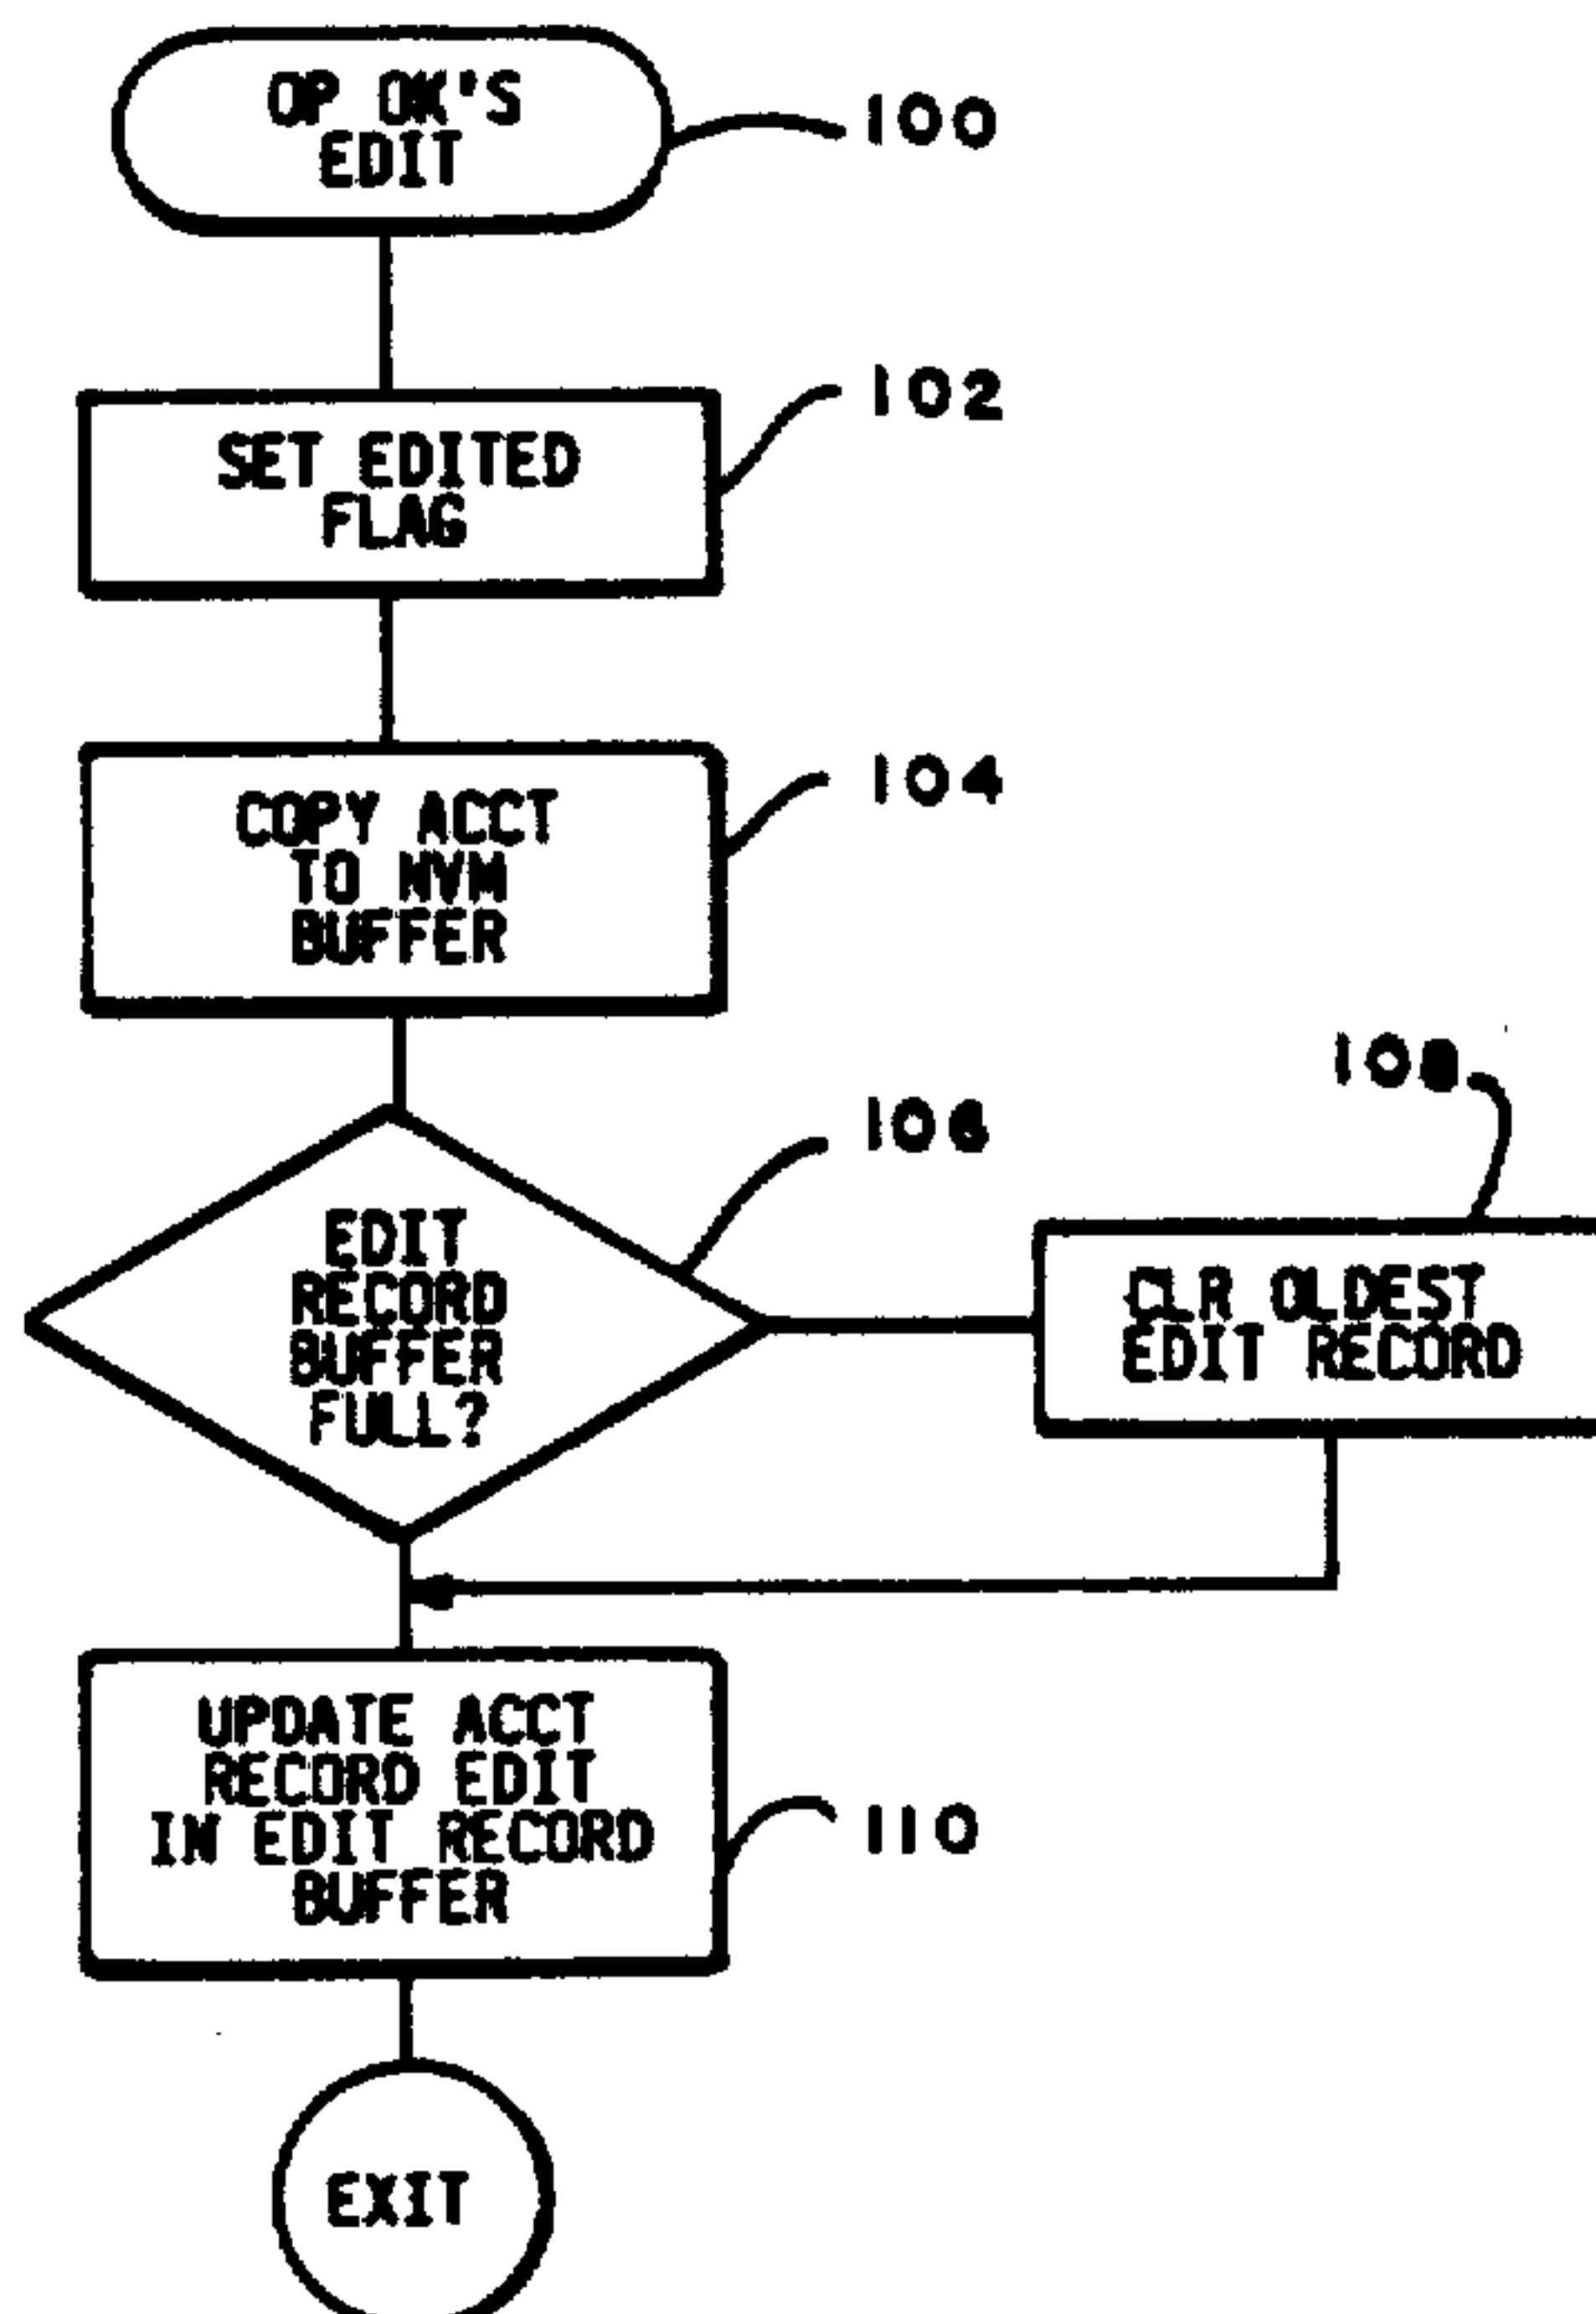 OP OK'S
EDIT
100
SET EDITED
FLAG
102
COPY ACCT
TO NVM
BUFFER
104
EDIT
RECORD
BUFFER
FULL?
106
108
CLR OLDEST
EDIT RECORD
UPDATE ACCT
RECORD EDIT
IN EDIT RECORD
BUFFER
110
EXIT